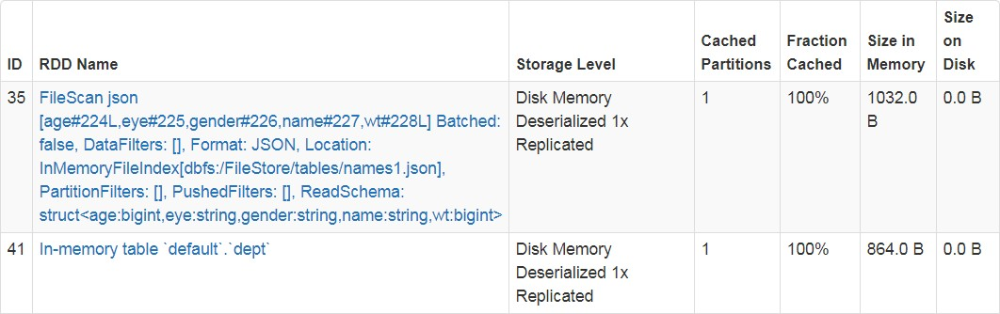 ID RDD Name Storage Level Cached Partitions Fraction Cached Size in Memory Size on Disk
35 FileScan json Disk Memory 1 100% 1032.0
[age#224L,eye#225,gender#226,name#227,wt#228L] Batched: Deserialized 1x B 0.0 B
false, DataFilters: [], Format: JSON, Location: Replicated
InMemoryFileIndex[dbfs:/FileStore/tables/names1.json],
PartitionFilters: [], PushedFilters: [], ReadSchema:
struct<age:bigint,eye:string,gender:string,name:string,wt:bigint>
41 In-memory table `default`.`dept` Disk Memory 1 100% 864.0 B 0.0 B
Deserialized 1x
Replicated